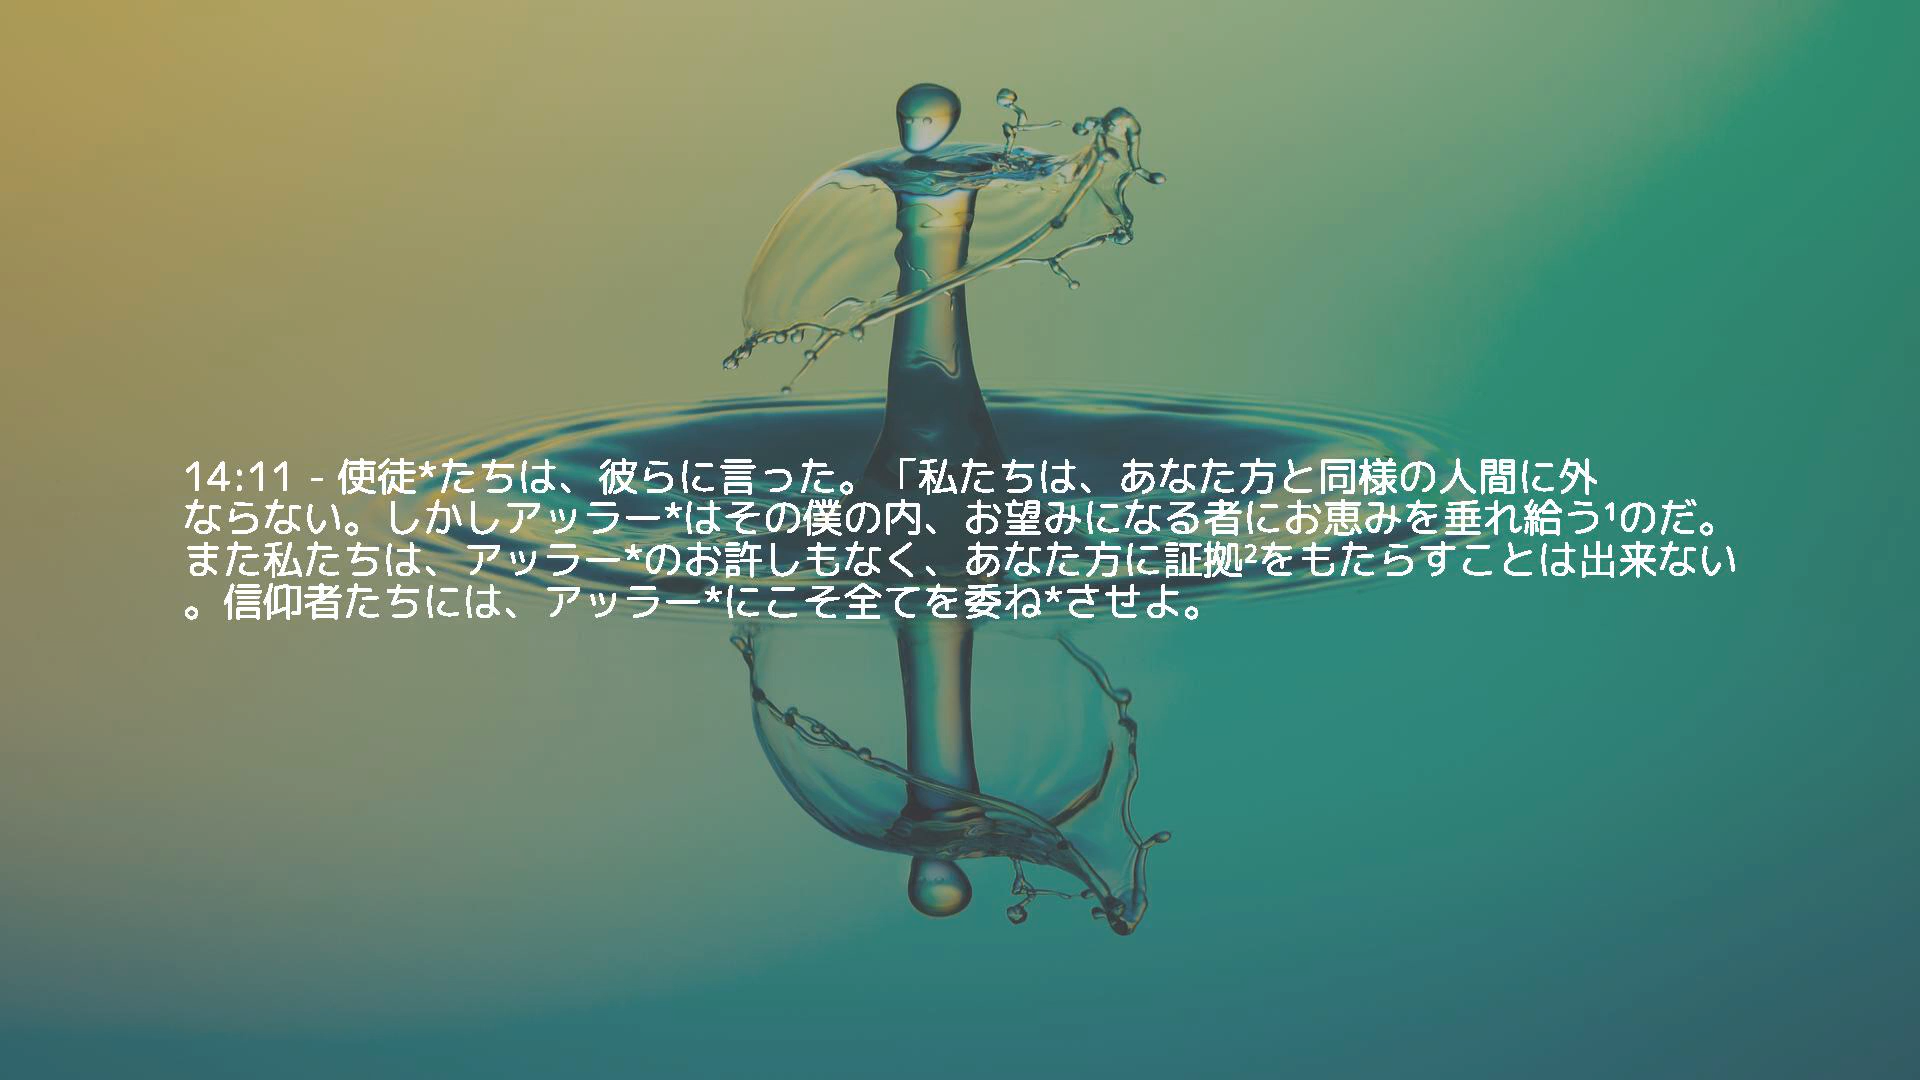 14:11 - 使徒*たちは、彼らに言った。「私たちは、あなた方と同様の人間に外
ならない。しかしアッラー*はその僕の内、お望みになる者にお恵みを垂れ給う¹のだ。
また私たちは、アッラー*のお許しもなく、あなた方に証拠²をもたらすことは出来ない
。信仰者たちには、アッラー*にこそ全てを委ね*させよ。